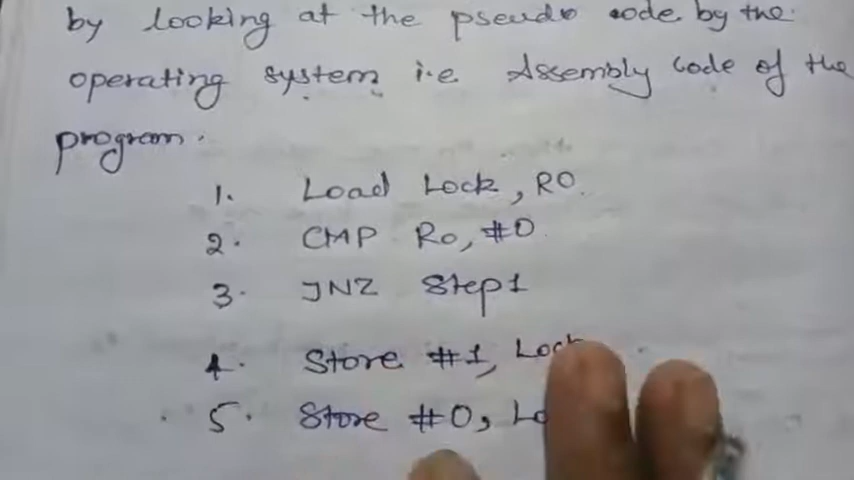 by looking at the pseudo code by the
operating system i.e Assembly code of the
program.
1. Load Lock, R0
2. CMP R0, #0
3. JNZ Step1
4. Store #1, Lock
5. Store #0, Lo